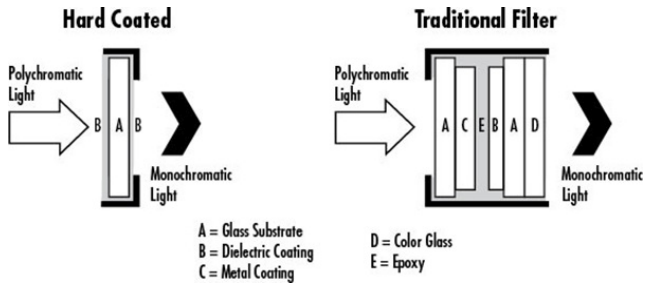 Hard Coated
Traditional Filter
Polychromatic
Light
B A B
Monochromatic
Light
Polychromatic
Light
A C E B A D
Monochromatic
Light
A = Glass Substrate
B = Dielectric Coating
C = Metal Coating
D = Color Glass
E = Epoxy